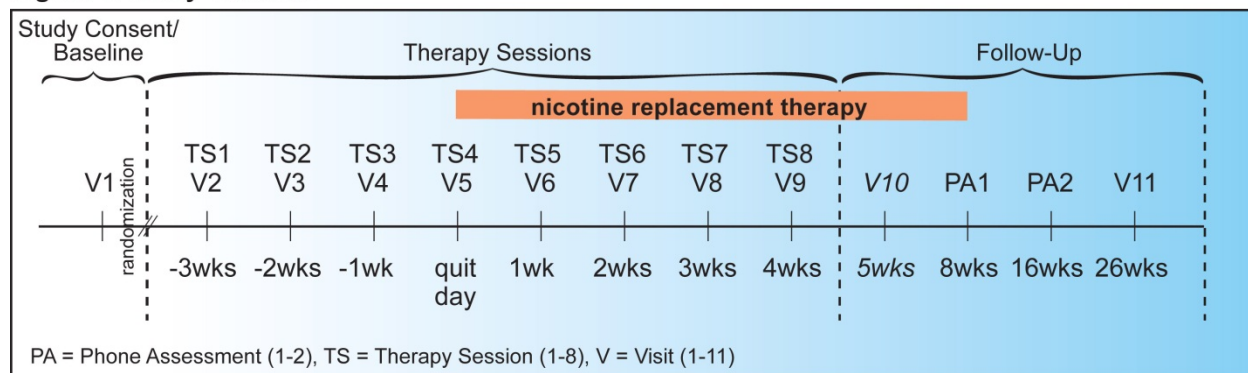 Study Consent/
Baseline
Therapy Sessions
Follow-Up
nicotine replacement therapy
TS1 TS2 TS3 TS4 TS5 TS6 TS7 TS8
V1 randomization V2 V3 V4 V5 V6 V7 V8 V9 V10 PA1 PA2 V11
-3wks -2wks -1wk quit 1wk 2wks 3wks 4wks 5wks 8wks 16wks 26wks
day
PA = Phone Assessment (1-2), TS = Therapy Session (1-8), V = Visit (1-11)